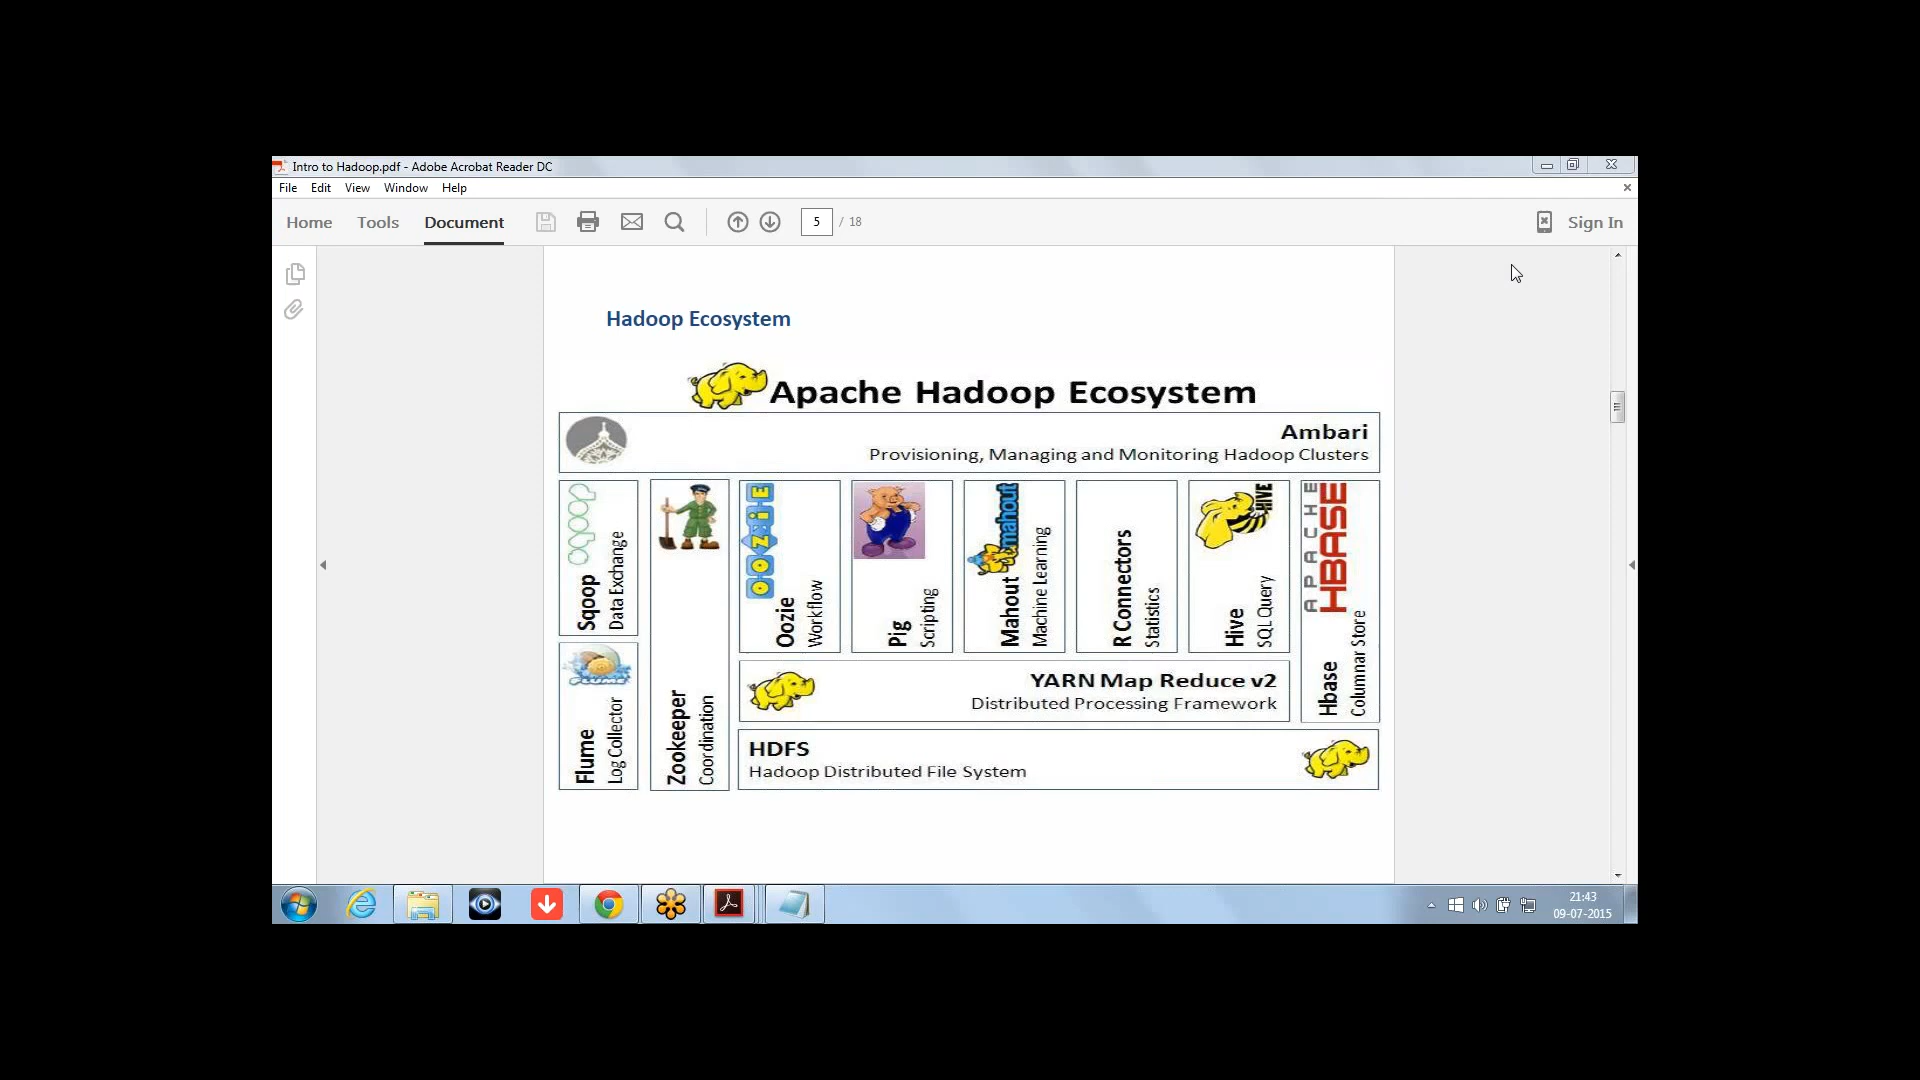 Intro to Hadoop.pdf - Adobe Acrobat Reader DC
File Edit View Window Help
Home Tools Document 5 / 18 Sign In
Hadoop Ecosystem
Apache Hadoop Ecosystem
Ambari
Provisioning, Managing and Monitoring Hadoop Clusters
sqoop
Sqoop
Data Exchange
FLUME
Flume
Log Collector
Zookeeper
Coordination
OOZIE
Oozie
Workflow
Pig
Scripting
mahout
Mahout
Machine Learning
R Connectors
Statistics
HIVE
Hive
SQL Query
APACHE
HBASE
Hbase
Columnar Store
YARN Map Reduce v2
Distributed Processing Framework
HDFS
Hadoop Distributed File System
21:43
09-07-2015